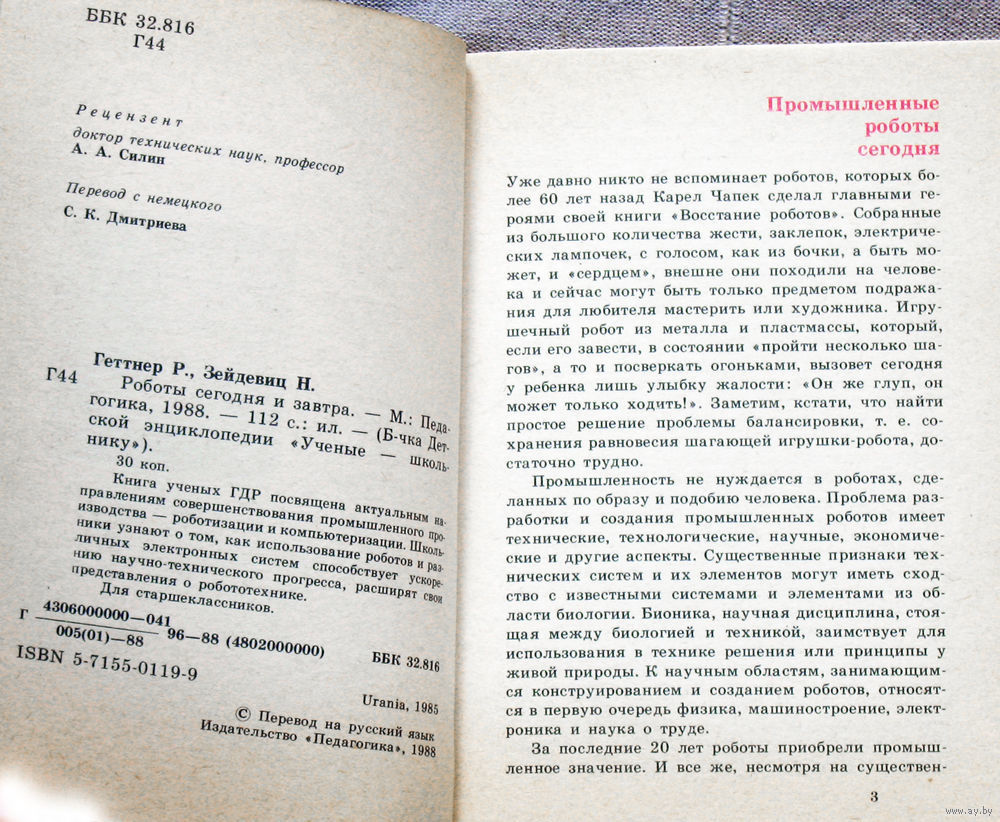 ББК 32.816
Г44
Рецензент
доктор технических наук, профессор
А. А. Силин
Перевод с немецкого
С. К. Дмитриева
Геттнер Р., Зейдевиц Н.
Г44 Роботы сегодня и завтра. — М.: Педа-
гогика, 1988. — 112 с.: ил. — (Б-чка Дет-
ской энциклопедии «Ученые — школь-
нику»).
30 коп.
Книга ученых ГДР посвящена актуальным на-
правлениям совершенствования промышленного про-
изводства — роботизации и компьютеризации. Школь-
ники узнают о том, как использование роботов и раз-
личных электронных систем способствует ускоре-
нию научно-технического прогресса, расширят свои
представления о робототехнике.
Для старшеклассников.
Г 4306000000—041
005(01)—88 96—88 (4802000000)
ББК 32.816
ISBN 5-7155-0119-9
Urania, 1985
© Перевод на русский язык
Издательство «Педагогика», 1988
Промышленные
роботы
сегодня
Уже давно никто не вспоминает роботов, которых бо-
лее 60 лет назад Карел Чапек сделал главными ге-
роями своей книги «Восстание роботов». Собранные
из большого количества жести, заклепок, электриче-
ских лампочек, с голосом, как из бочки, а быть мо-
жет, и «сердцем», внешне они походили на челове-
ка и сейчас могут быть только предметом подража-
ния для любителя мастерить или художника. Игру-
шечный робот из металла и пластмассы, который,
если его завести, в состоянии «пройти несколько ша-
гов», а то и посверкать огоньками, вызовет сегодня
у ребенка лишь улыбку жалости: «Он же глуп, он
может только ходить!». Заметим, кстати, что найти
простое решение проблемы балансировки, т. е. со-
хранения равновесия шагающей игрушки-робота, до-
статочно трудно.
Промышленность не нуждается в роботах, сде-
ланных по образу и подобию человека. Проблема раз-
работки и создания промышленных роботов имеет
технические, технологические, научные, экономиче-
ские и другие аспекты. Существенные признаки тех-
нических систем и их элементов могут иметь сход-
ство с известными системами и элементами из об-
ласти биологии. Бионика, научная дисциплина, стоя-
щая между биологией и техникой, заимствует для
использования в технике решения или принципы у
живой природы. К научным областям, занимающим-
ся конструированием и созданием роботов, относят-
ся в первую очередь физика, машиностроение, элект-
роника и наука о труде.
За последние 20 лет роботы приобрели промыш-
ленное значение. И все же, несмотря на существен-
3
www.ay.by